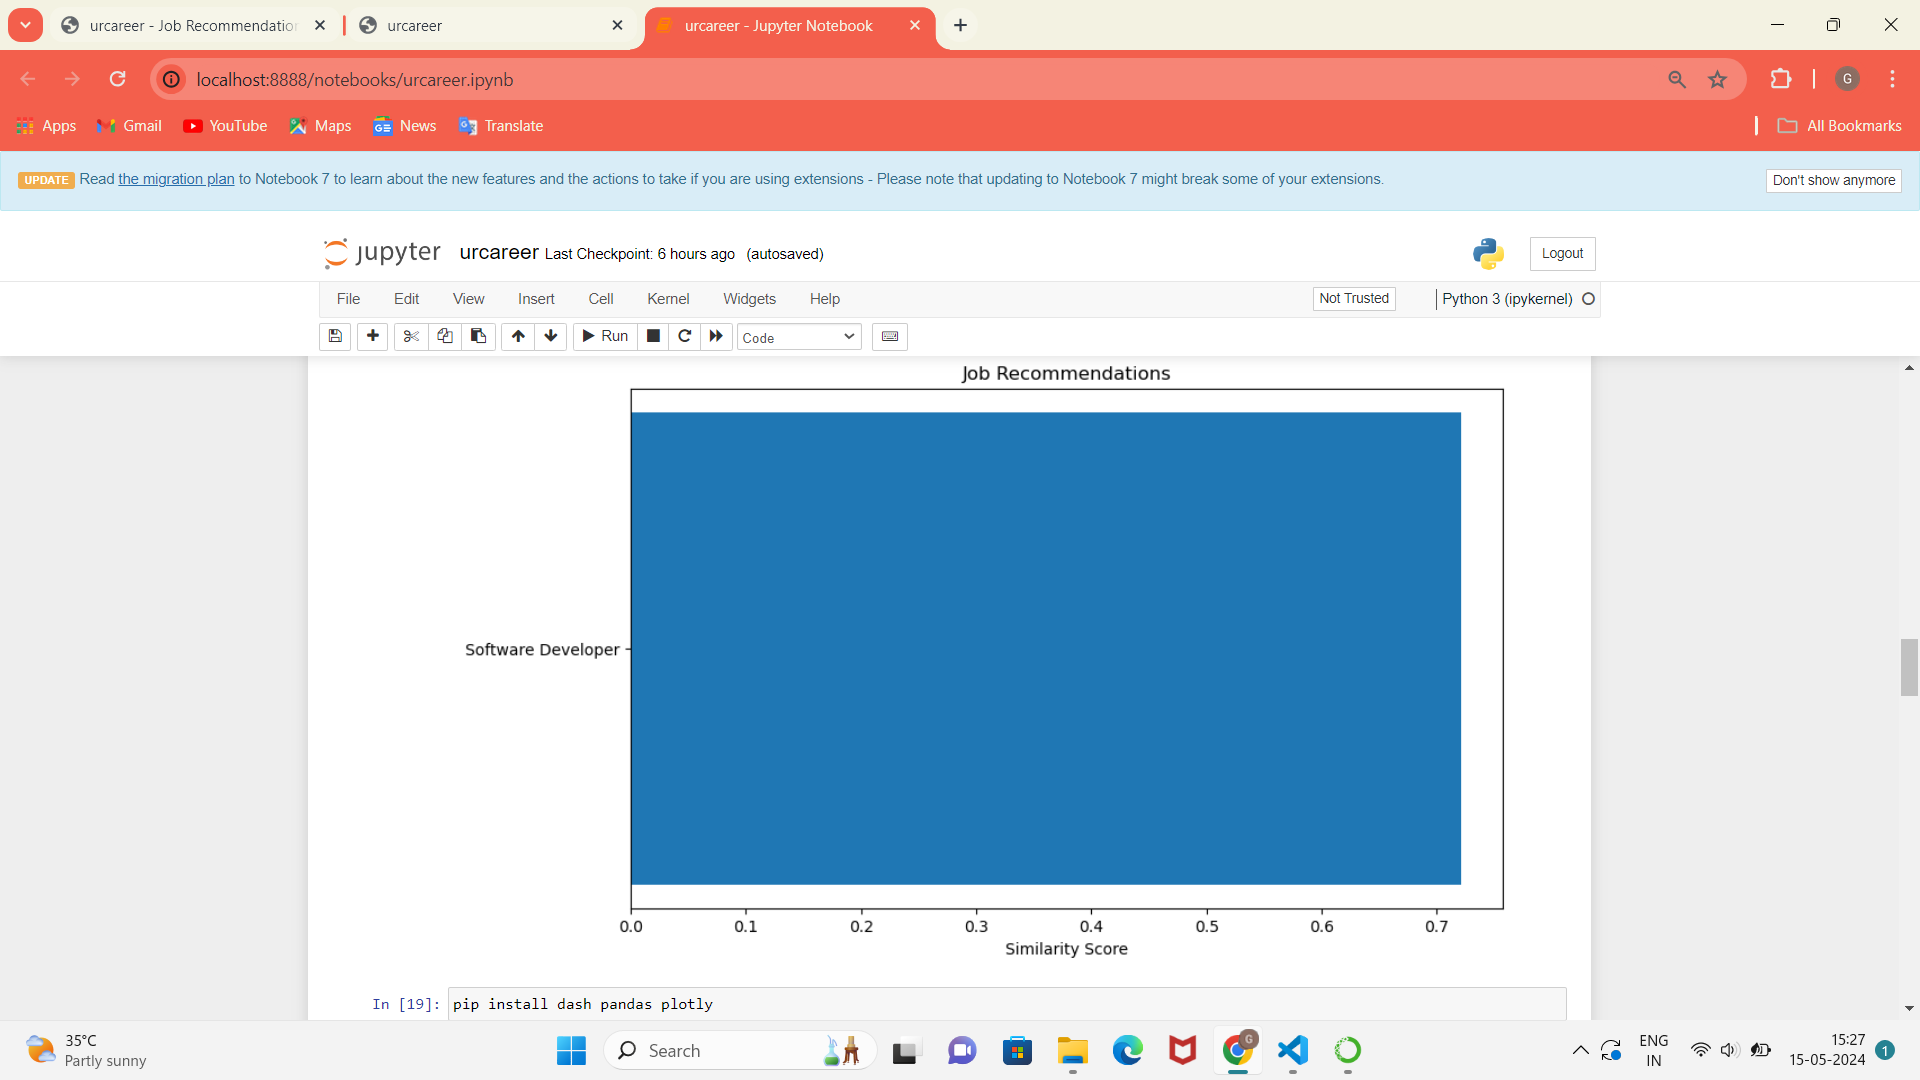 urcareer - Job Recommendation
urcareer
urcareer - Jupyter Notebook
localhost:8888/notebooks/urcareer.ipynb
G
Apps
Gmail
YouTube
Maps
News
Translate
All Bookmarks
UPDATE Read the migration plan to Notebook 7 to learn about the new features and the actions to take if you are using extensions - Please note that updating to Notebook 7 might break some of your extensions.
Don't show anymore
jupyter urcareer Last Checkpoint: 6 hours ago (autosaved)
Logout
File Edit View Insert Cell Kernel Widgets Help
Not Trusted
Python 3 (ipykernel)
Run
Code
Job Recommendations
Software Developer
0.0 0.1 0.2 0.3 0.4 0.5 0.6 0.7
Similarity Score
In [19]: pip install dash pandas plotly
35°C
Partly sunny
Search
G
ENG
IN
15:27
15-05-2024
1